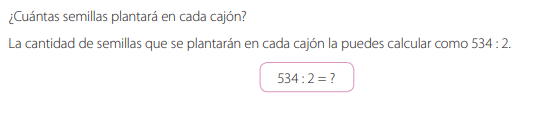 ¿Cuántas semillas plantará en cada cajón?
La cantidad de semillas que se plantarán en cada cajón la puedes calcular como 534 : 2.
534 : 2 = ?